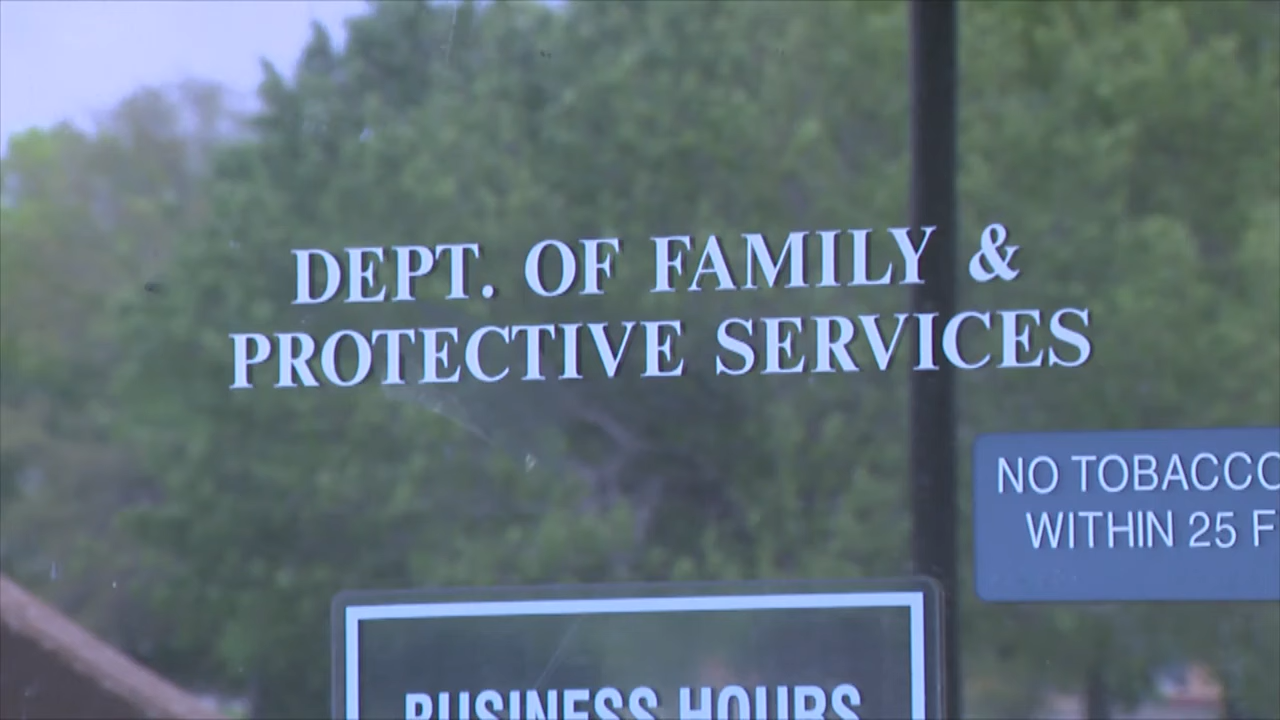 DEPT. OF FAMILY &
PROTECTIVE SERVICES
NO TOBACCO
WITHIN 25 F
BUSINESS HOURS